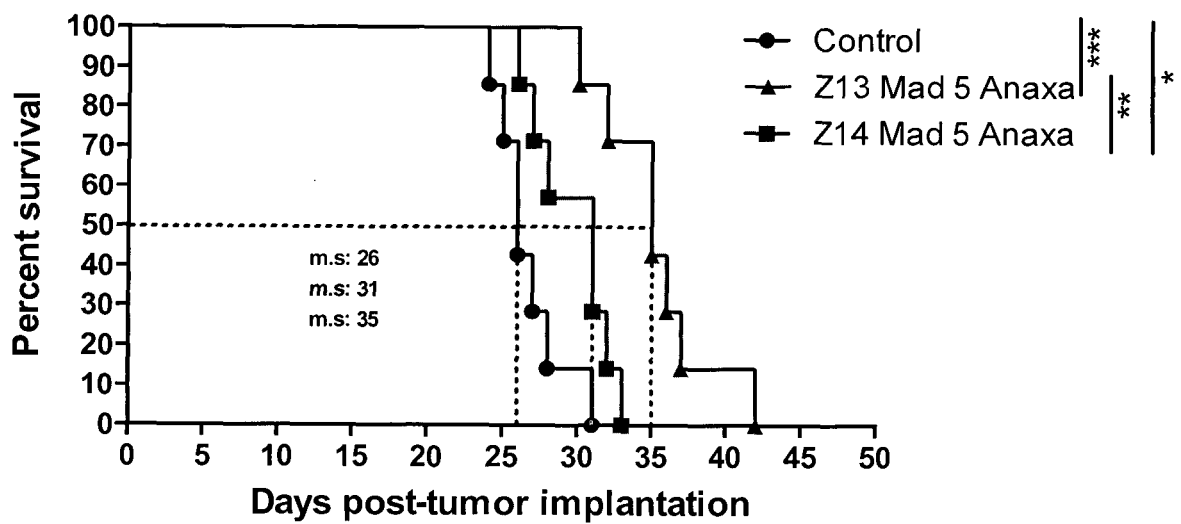 100
90
80
70
60
50
40
30
20
10
0
Percent survival
m.s: 26
m.s: 31
m.s: 35
0 5 10 15 20 25 30 35 40 45 50
Days post-tumor implantation
Control
Z13 Mad 5 Anaxa
Z14 Mad 5 Anaxa
***
**
*